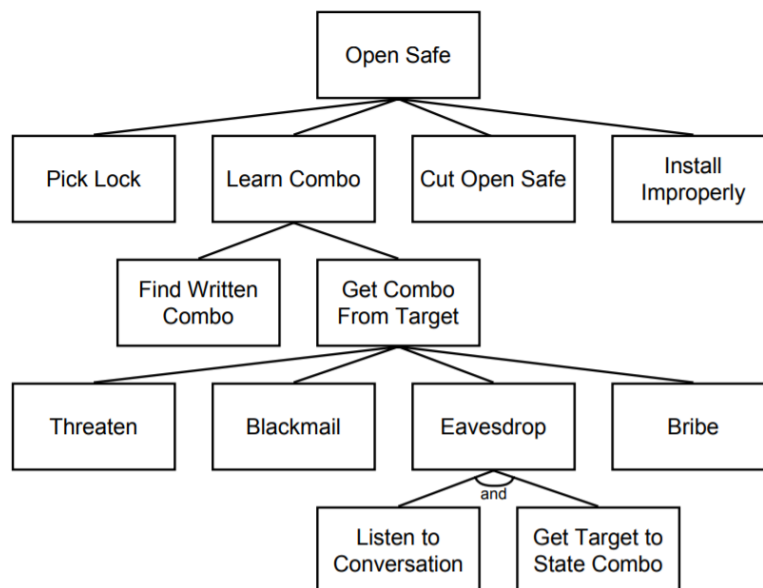 Open Safe
Pick Lock
Learn Combo
Cut Open Safe
Install
Improperly
Find Written
Combo
Get Combo
From Target
Threaten
Blackmail
Eavesdrop
Bribe
and
Listen to
Conversation
Get Target to
State Combo